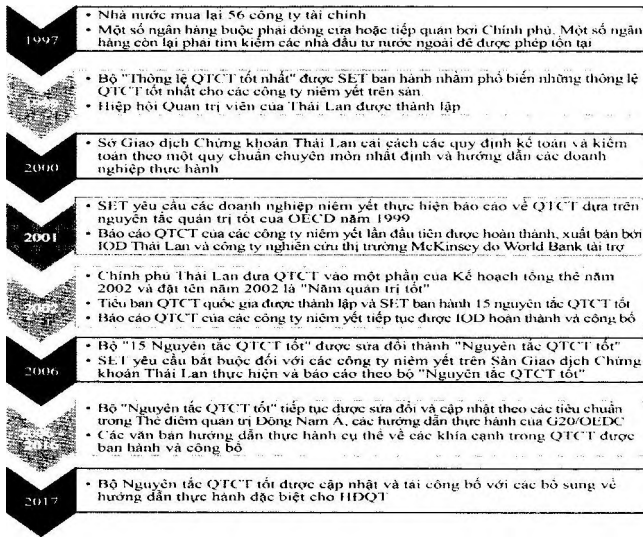 1997
• Nhà nước mua lại 56 công ty tài chính
• Một số ngân hàng buộc phải đóng cửa hoặc tiếp quản bởi Chính phủ. Một số ngân
hàng còn lại phải tìm kiếm các nhà đầu tư nước ngoài để được phép tồn tại
• Bộ "Thông lệ QTCT tốt nhất" được SET ban hành nhằm phổ biến những thông lệ
QTCT tốt nhất cho các công ty niêm yết trên sàn.
• Hiệp hội Quản trị viên của Thái Lan được thành lập
2000
• Sở Giao dịch Chứng khoán Thái Lan cải cách các quy định kế toán và kiểm
toán theo một quy chuẩn chuyên môn nhất định và hướng dẫn các doanh
nghiệp thực hành
2001
• SET yêu cầu các doanh nghiệp niêm yết thực hiện báo cáo về QTCT dựa trên
nguyên tắc quản trị tốt của OECD năm 1999
• Báo cáo QTCT của các công ty niêm yết lần đầu tiên được hoàn thành, xuất bản bởi
IOD Thái Lan và công ty nghiên cứu thị trường McKinsey do World Bank tài trợ
• Chính phủ Thái Lan đưa QTCT vào một phần của Kế hoạch tổng thể năm
2002 và đặt tên năm 2002 là "Năm quản trị tốt"
• Tiểu ban QTCT quốc gia được thành lập và SET ban hành 15 nguyên tắc QTCT tốt
• Báo cáo QTCT của các công ty niêm yết tiếp tục được IOD hoàn thành và công bố
2006
• Bộ "15 Nguyên tắc QTCT tốt" được sửa đổi thành "Nguyên tắc QTCT tốt"
• SET yêu cầu bắt buộc đối với các công ty niêm yết trên Sàn Giao dịch Chứng
khoán Thái Lan thực hiện và báo cáo theo bộ "Nguyên tắc QTCT tốt"
• Bộ "Nguyên tắc QTCT tốt" tiếp tục được sửa đổi và cập nhật theo các tiêu chuẩn
trong Thẻ điểm quản trị Đông Nam Á, các hướng dẫn thực hành của G20/OEDC
• Các văn bản hướng dẫn thực hành cụ thể về các khía cạnh trong QTCT được
ban hành và công bố
2017
• Bộ Nguyên tắc QTCT tốt được cập nhật và tái công bố với các bổ sung về
hướng dẫn thực hành đặc biệt cho HĐQT